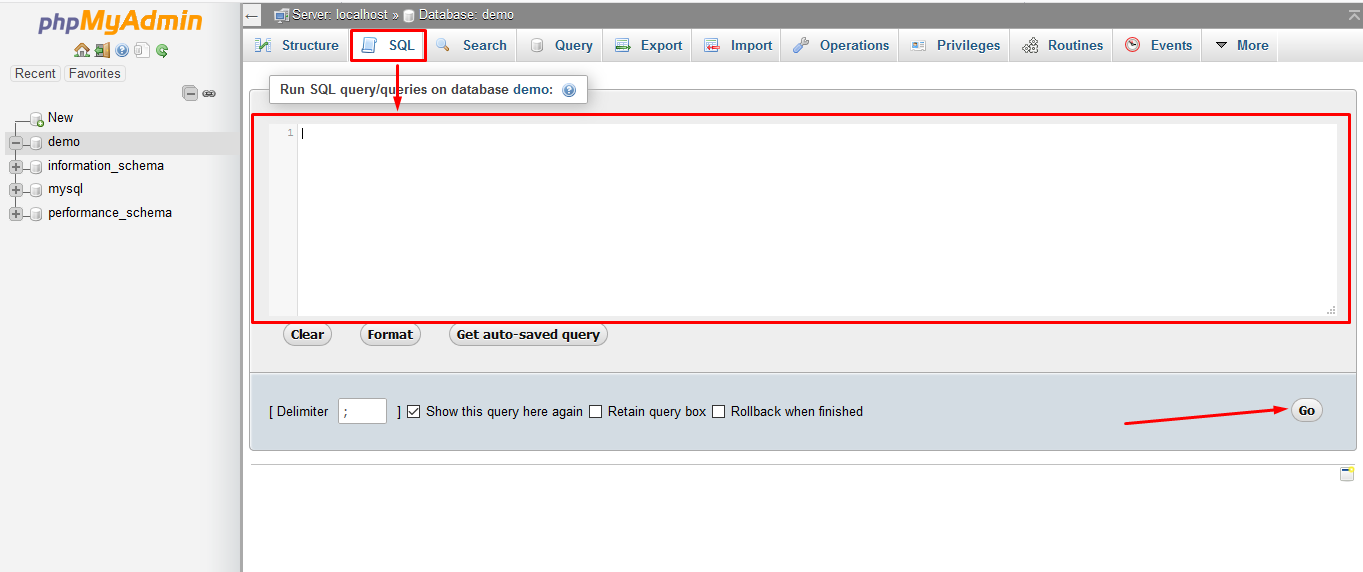 phpMyAdmin
Recent Favorites
New
demo
information_schema
mysql
performance_schema
Server: localhost » Database: demo
Structure SQL Search Query Export Import Operations Privileges Routines Events More
Run SQL query/queries on database demo:
1
Clear Format Get auto-saved query
[ Delimiter ; ] Show this query here again Retain query box Rollback when finished Go